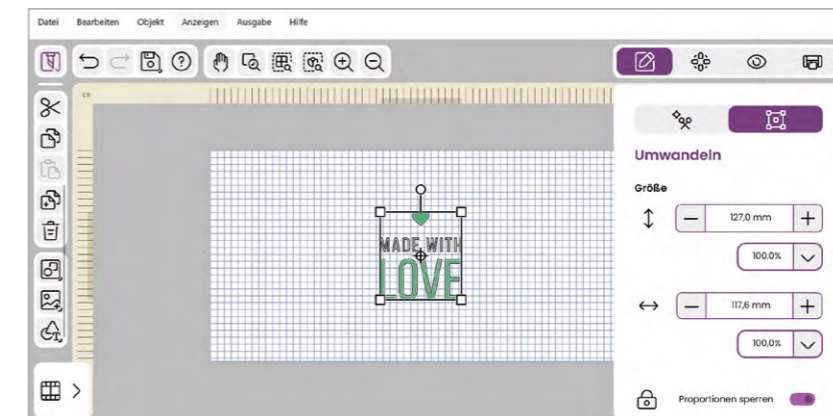 Datei Bearbeiten Objekt Anzeigen Ausgabe Hilfe
cm
Umwandeln
Größe
127,0 mm
100,0%
117,6 mm
100,0%
Proportionen sperren
MADE WITH
LOVE